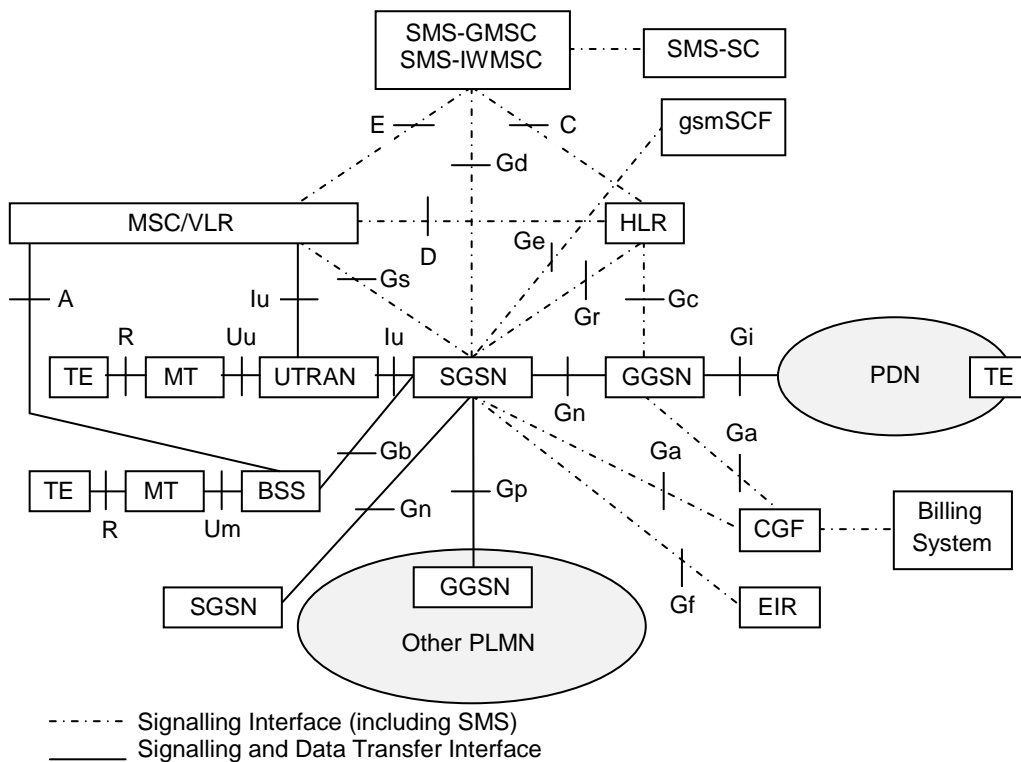 SMS-GMSC
SMS-IWMSC
SMS-SC
gsmSCF
E
C
Gd
MSC/VLR
HLR
D
Ge
Gs
Gr
Gc
A
Iu
R
Uu
Iu
Gi
TE
MT
UTRAN
SGSN
GGSN
PDN
TE
Gn
Gb
Ga
Ga
TE
MT
BSS
R
Um
Gn
Gp
CGF
Billing
System
SGSN
GGSN
Gf
EIR
Other PLMN
Signalling Interface (including SMS)
Signalling and Data Transfer Interface